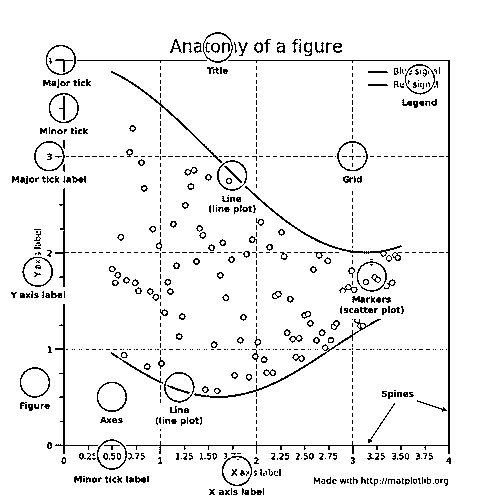 Anatomy of a figure
Title
Blue signal
Red signal
Legend
Major tick
Minor tick
Major tick label
3
Grid
Line
(line plot)
2
Y axis label
Y axis label
Markers
(scatter plot)
1
Figure
Axes
Line
(line plot)
Spines
0
0 0.25 0.50 0.75 1 1.25 1.50 2 2.25 2.50 2.75 3 3.25 3.50 3.75 4
Minor tick label
X axis label
X axis label
Made with http://matplotlib.org